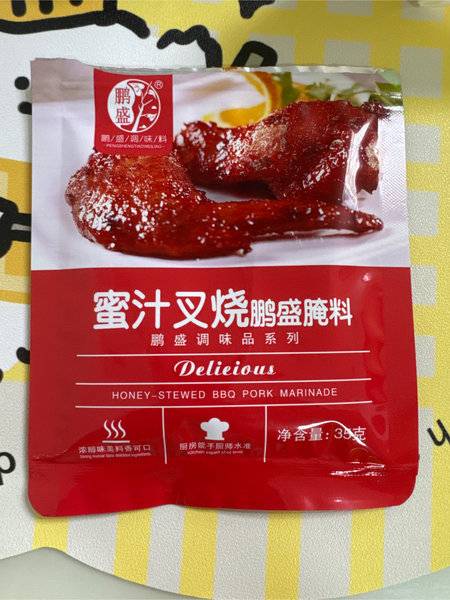 鹏盛
®
鹏/盛/调/味/料
PENGSHENGTIAOWEILIAO
蜜汁叉烧鹏盛腌料
鹏盛调味品系列
Delicious
HONEY-STEWED BBQ PORK MARINADE
浓醇味美料香可口
厨房能手厨师水准
净含量: 35克